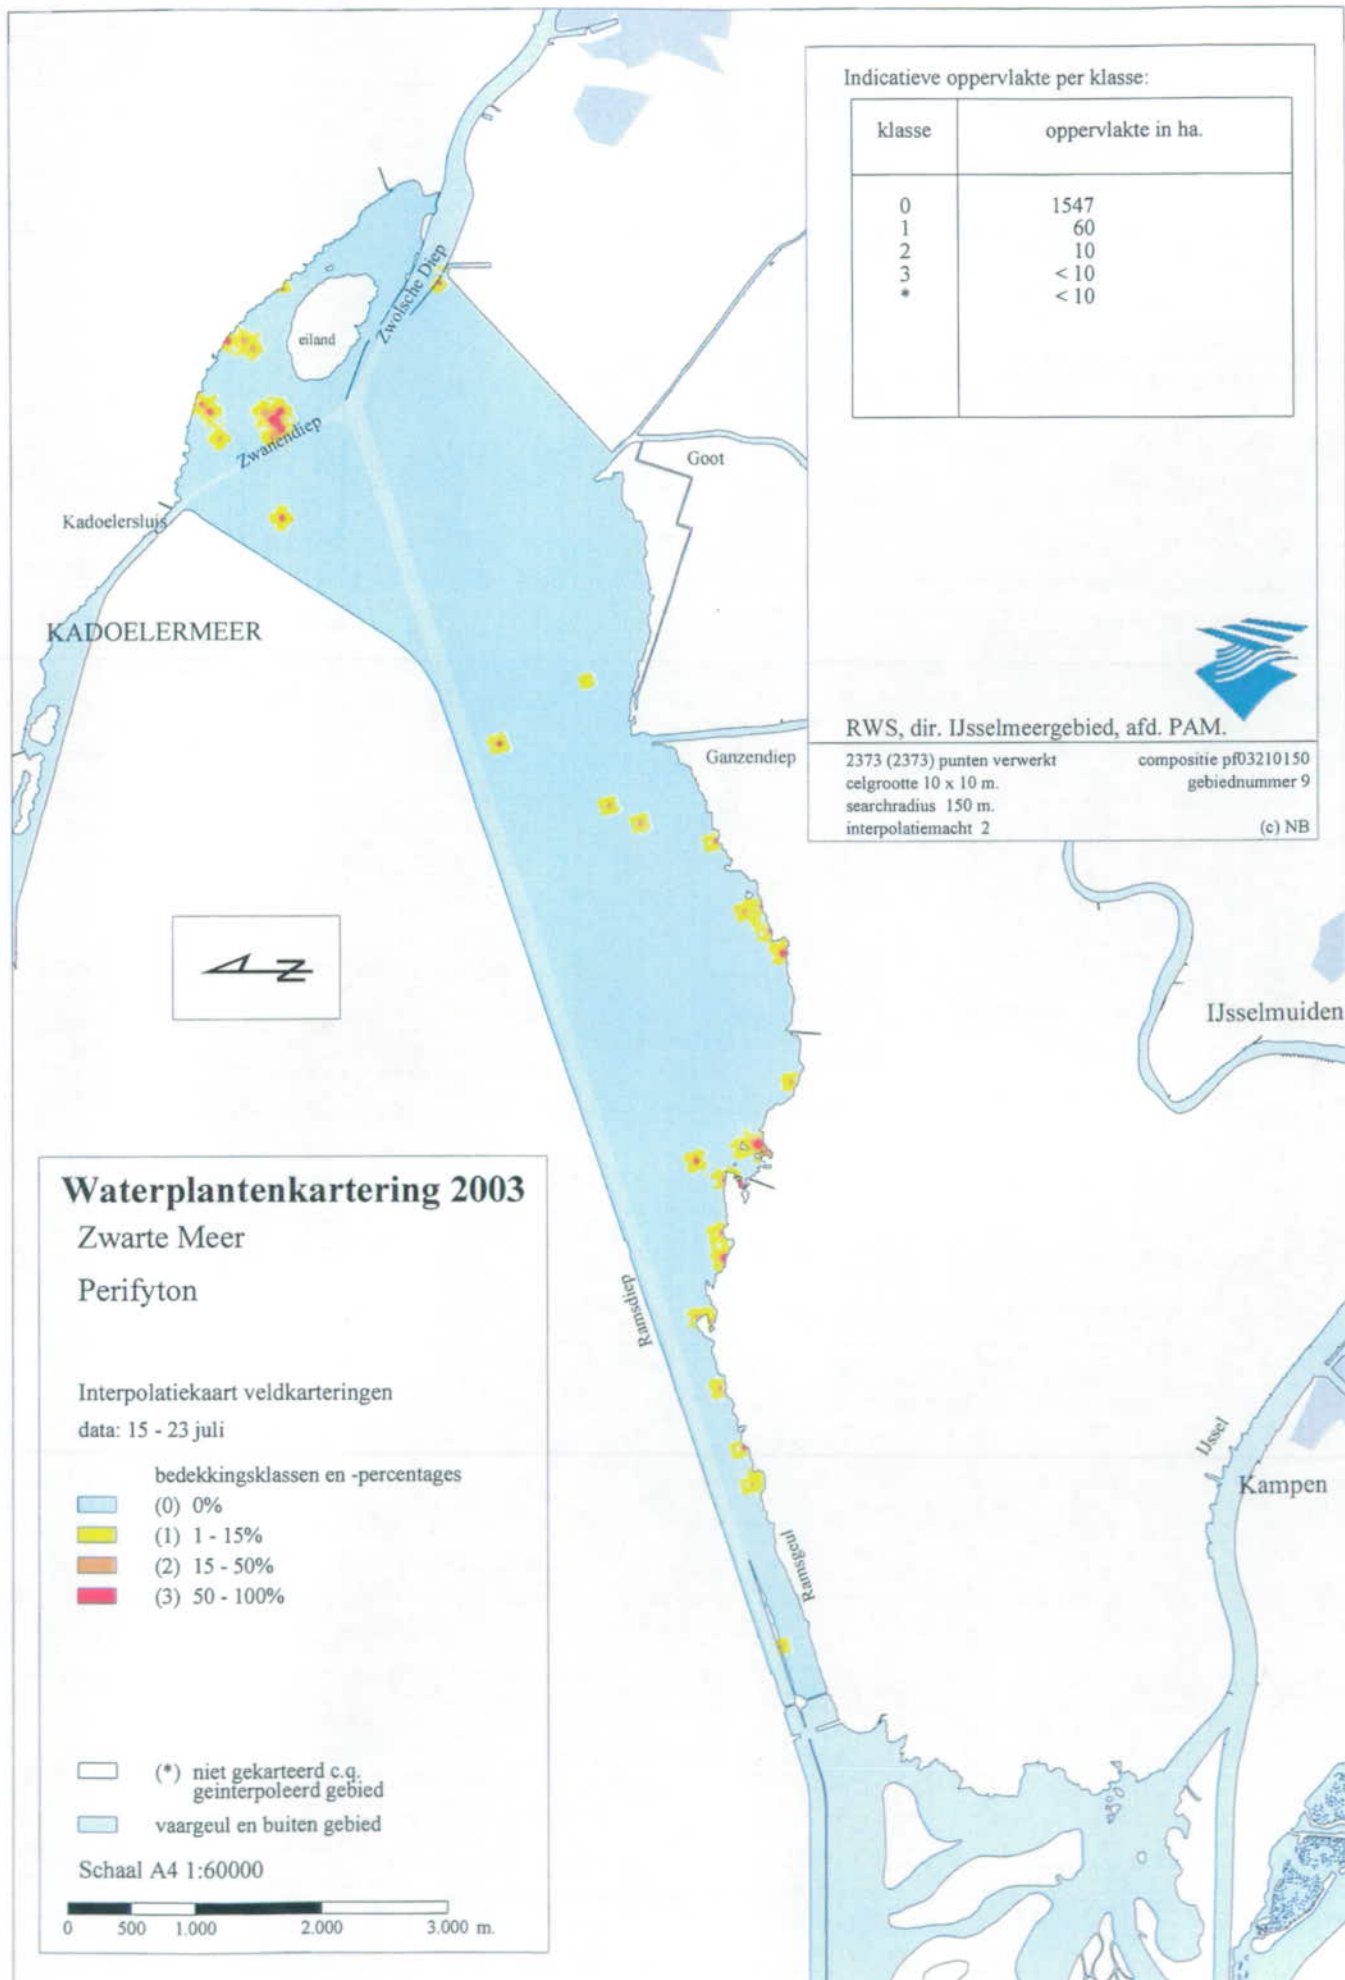 Indicatieve oppervlakte per klasse:
klasse oppervlakte in ha.
0 1547
1 60
2 10
3 < 10
* < 10
RWS, dir. IJsselmeergebied, afd. PAM.
2373 (2373) punten verwerkt compositie pf03210150
celgrootte 10 x 10 m. gebiednummer 9
searchradius 150 m.
interpolatiemacht 2 (c) NB
Zwolsche Diep
eiland
Zwanendiep
Goot
Kadoelersluis
KADOELERMEER
Ganzendiep
Z
IJsselmuiden
Ramsdiep
IJssel
Kampen
Ramsgeul
Waterplantenkartering 2003
Zwarte Meer
Perifyton
Interpolatiekaart veldkarteringen
data: 15 - 23 juli
bedekkingsklassen en -percentages
(0) 0%
(1) 1 - 15%
(2) 15 - 50%
(3) 50 - 100%
(*) niet gekarteerd c.q.
geinterpoleerd gebied
vaargeul en buiten gebied
Schaal A4 1:60000
0 500 1.000 2.000 3.000 m.